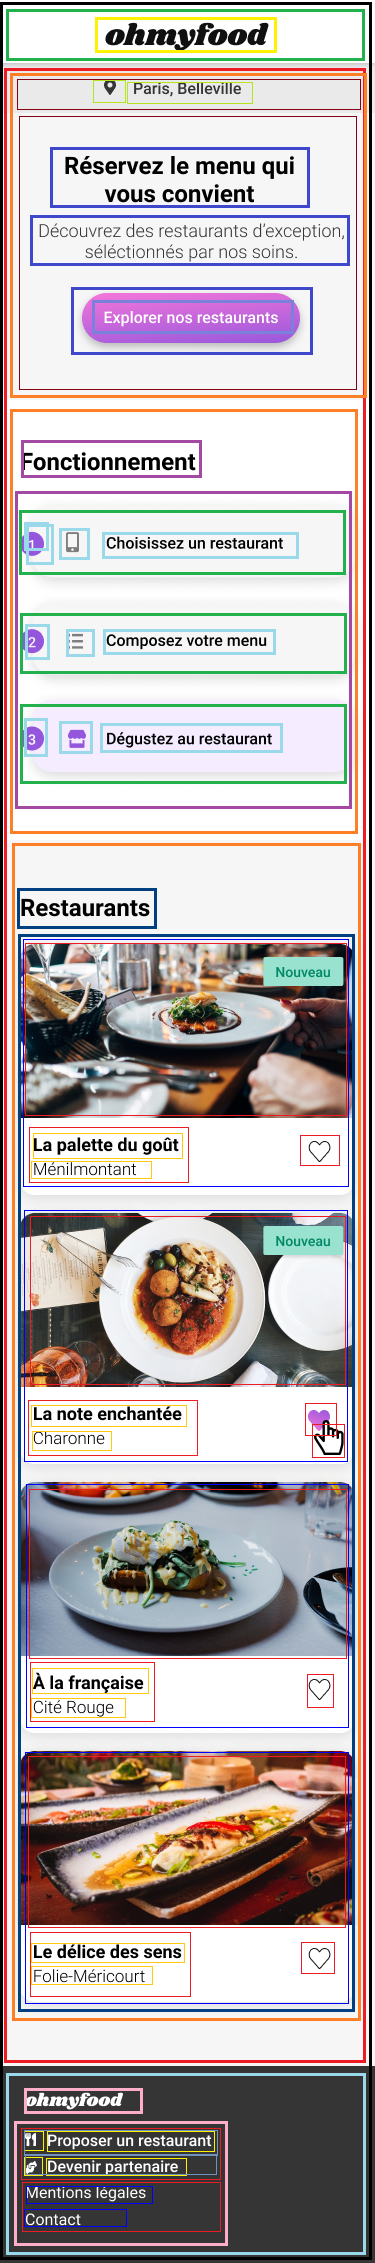 ohmyfood
Paris, Belleville
Réservez le menu qui
vous convient
Découvrez des restaurants d'exception,
séléctionnés par nos soins.
Explorer nos restaurants
Fonctionnement
1
Choisissez un restaurant
2
Composez votre menu
3
Dégustez au restaurant
Restaurants
Nouveau
La palette du goût
Ménilmontant
Nouveau
La note enchantée
Charonne
À la française
Cité Rouge
Le délice des sens
Folie-Méricourt
ohmyfood
Proposer un restaurant
Devenir partenaire
Mentions légales
Contact